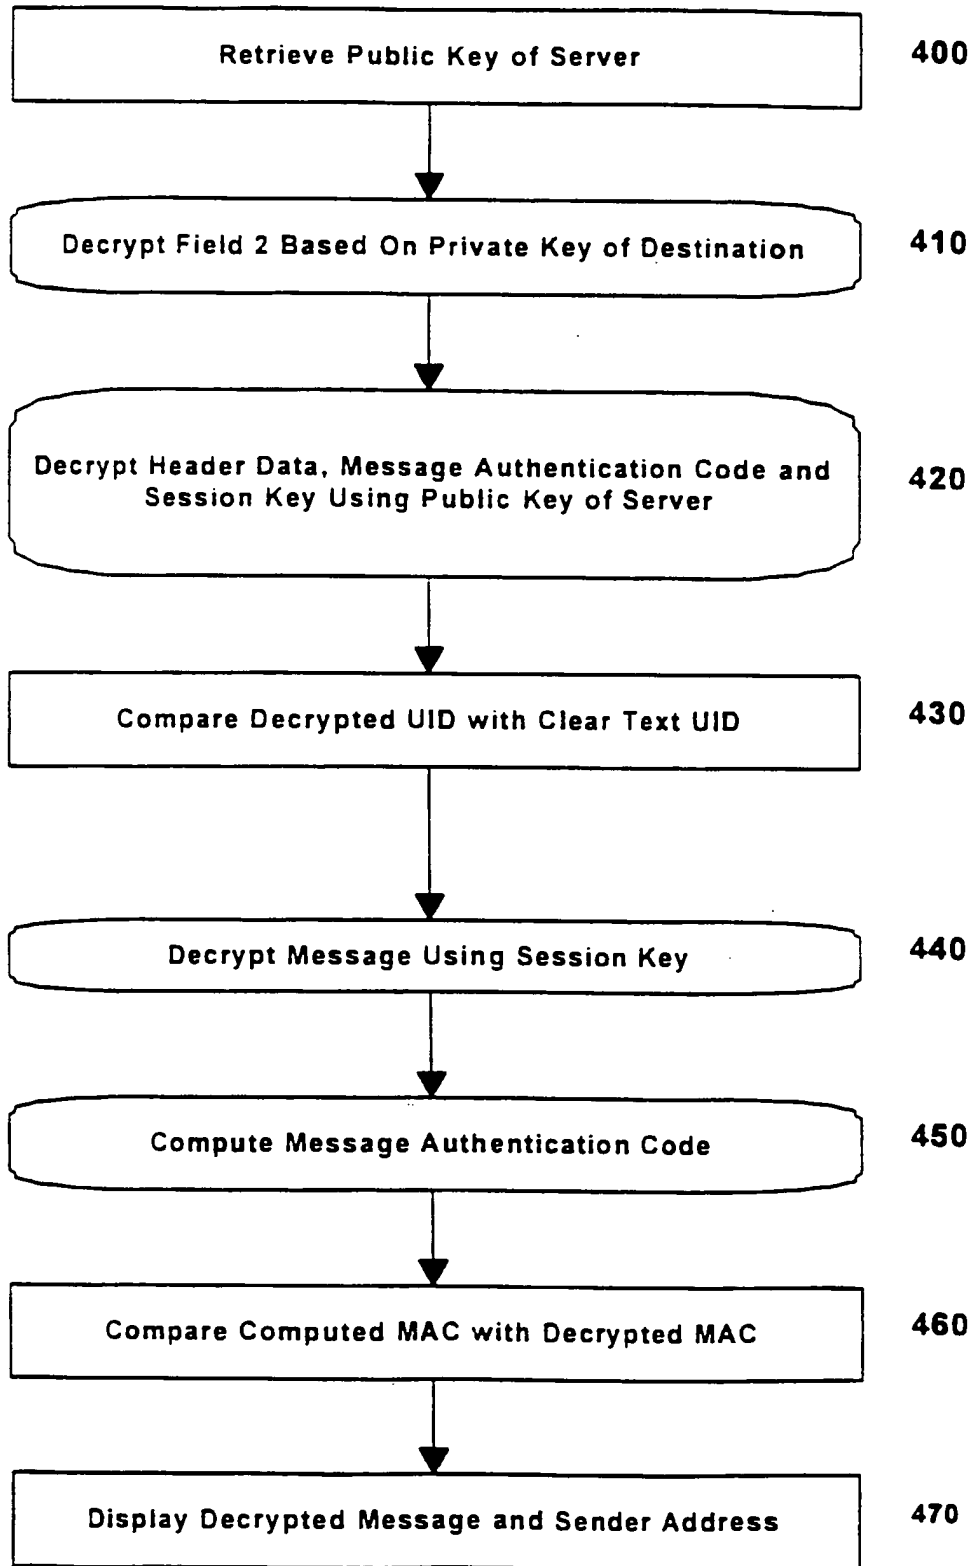 Retrieve Public Key of Server
400
Decrypt Field 2 Based On Private Key of Destination
410
Decrypt Header Data, Message Authentication Code and
Session Key Using Public Key of Server
420
Compare Decrypted UID with Clear Text UID
430
Decrypt Message Using Session Key
440
Compute Message Authentication Code
450
Compare Computed MAC with Decrypted MAC
460
Display Decrypted Message and Sender Address
470